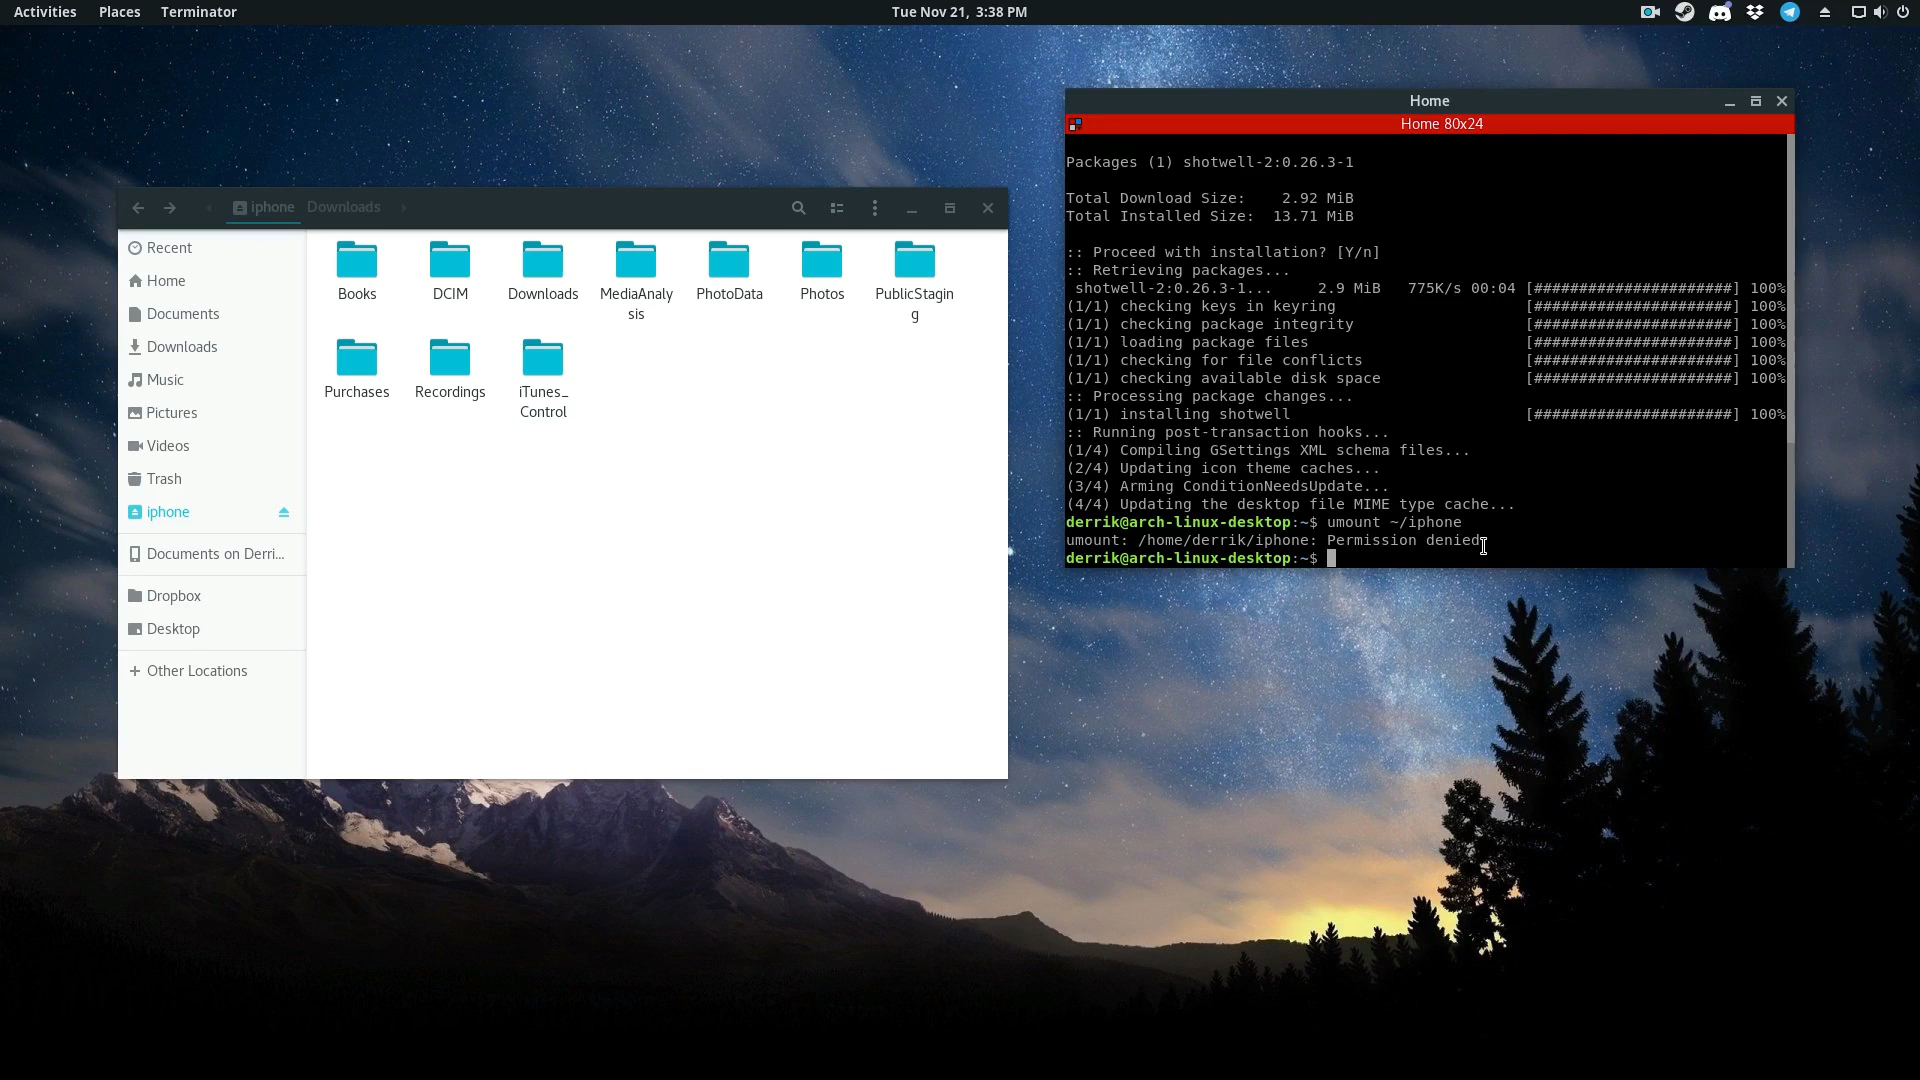 Activities Places Terminator Tue Nov 21, 3:38 PM
iphone Downloads
Recent
Home
Documents
Downloads
Music
Pictures
Videos
Trash
iphone
Documents on Derri...
Dropbox
Desktop
Other Locations
Books DCIM Downloads MediaAnaly PhotoData Photos PublicStagin
sis g
Purchases Recordings iTunes_
Control
Home
Home 80x24
Packages (1) shotwell-2:0.26.3-1
Total Download Size: 2.92 MiB
Total Installed Size: 13.71 MiB
:: Proceed with installation? [Y/n]
:: Retrieving packages...
shotwell-2:0.26.3-1... 2.9 MiB 775K/s 00:04 [######################] 100%
(1/1) checking keys in keyring [######################] 100%
(1/1) checking package integrity [######################] 100%
(1/1) loading package files [######################] 100%
(1/1) checking for file conflicts [######################] 100%
(1/1) checking available disk space [######################] 100%
:: Processing package changes...
(1/1) installing shotwell [######################] 100%
:: Running post-transaction hooks...
(1/4) Compiling GSettings XML schema files...
(2/4) Updating icon theme caches...
(3/4) Arming ConditionNeedsUpdate...
(4/4) Updating the desktop file MIME type cache...
derrik@arch-linux-desktop:~$ umount ~/iphone
umount: /home/derrik/iphone: Permission denied
derrik@arch-linux-desktop:~$